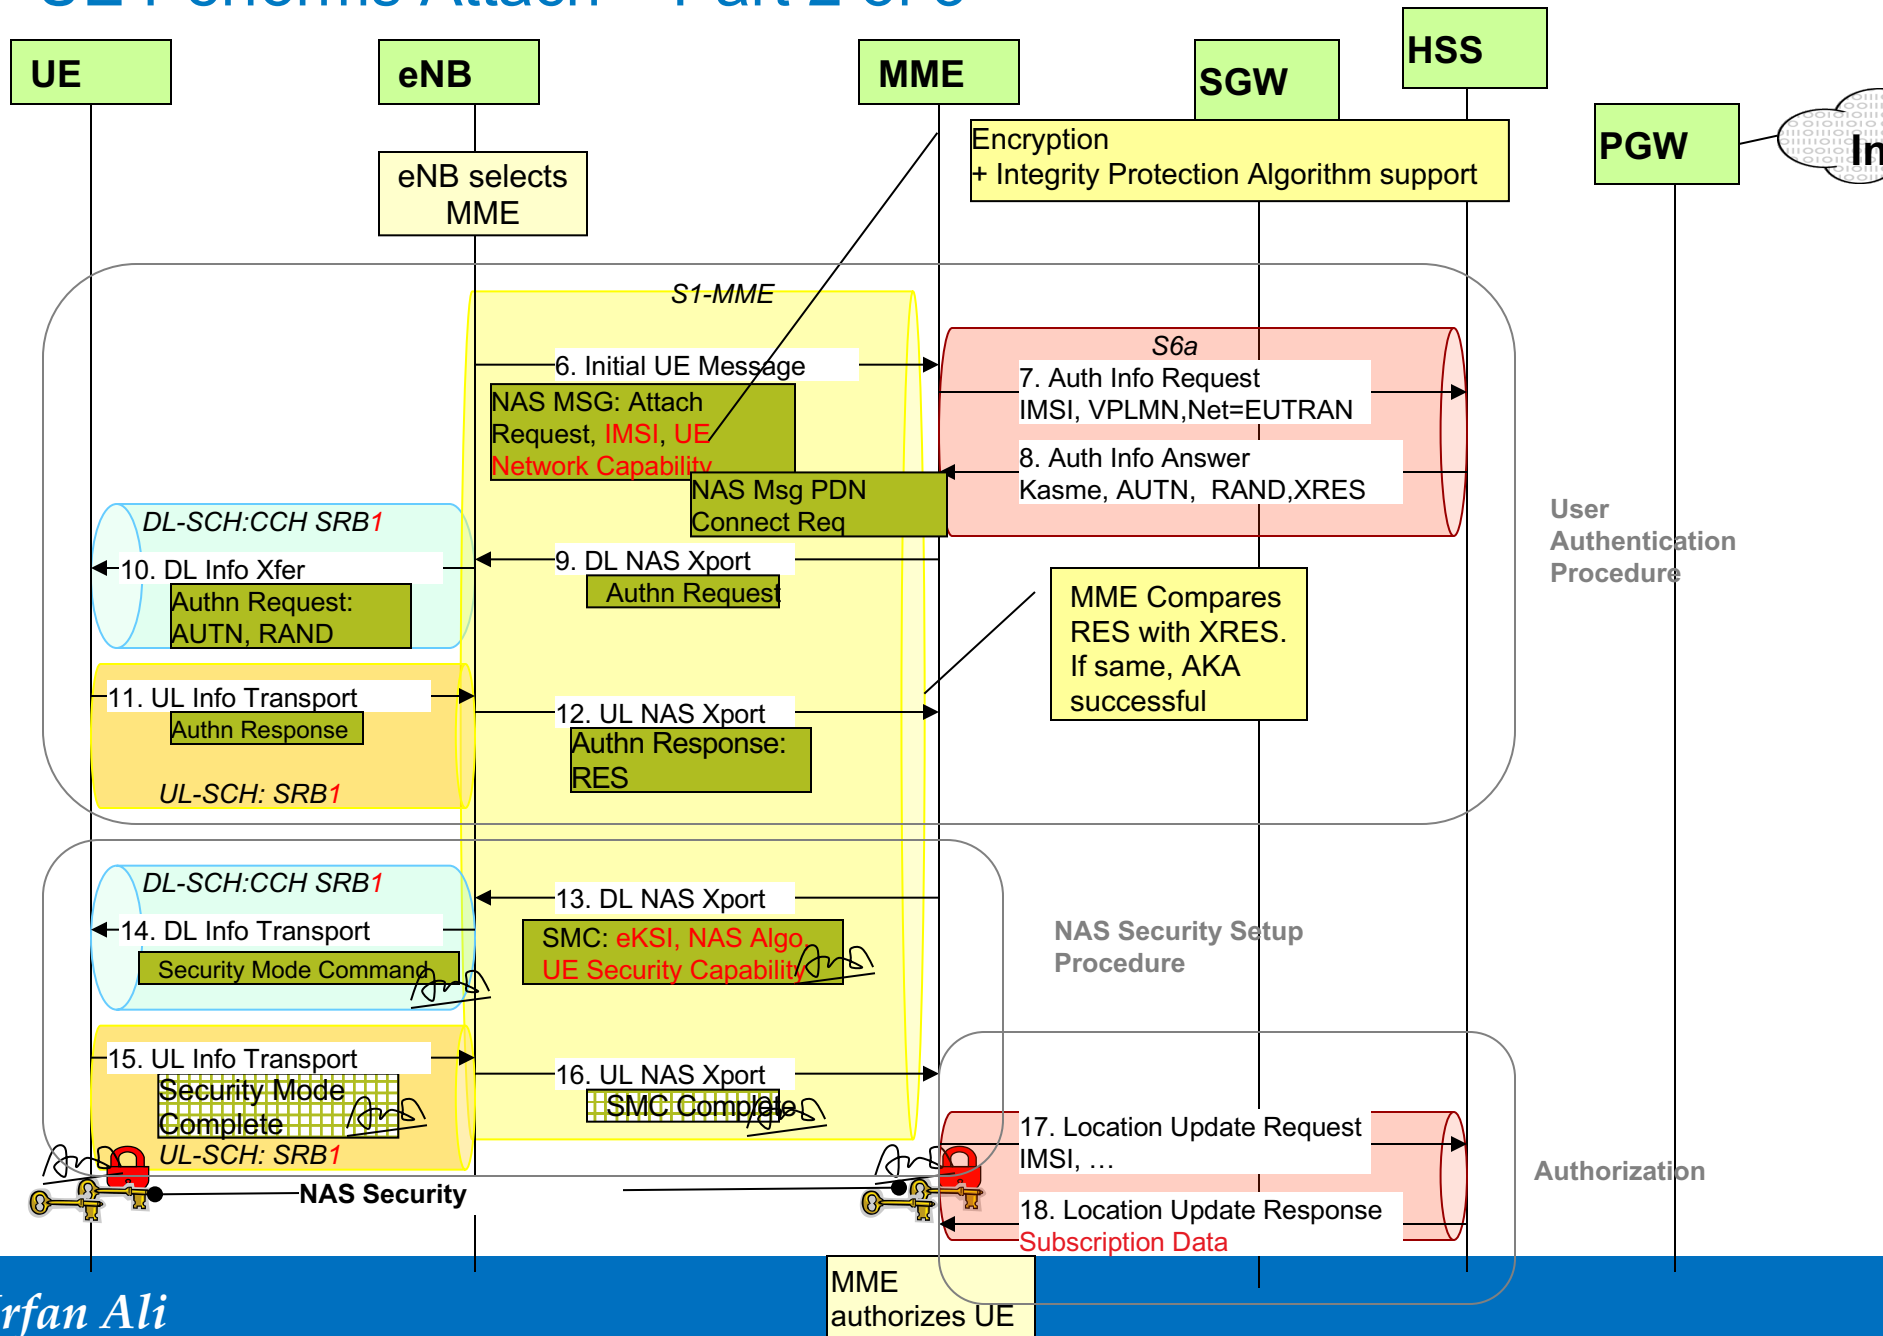 UE
eNB
MME
SGW
HSS
PGW
In
Encryption
+ Integrity Protection Algorithm support
eNB selects
MME
S1-MME
S6a
6. Initial UE Message
NAS MSG: Attach
Request, IMSI, UE
Network Capability
NAS Msg PDN
Connect Req
7. Auth Info Request
IMSI, VPLMN,Net=EUTRAN
8. Auth Info Answer
Kasme, AUTN, RAND,XRES
User
Authentication
Procedure
DL-SCH:CCH SRB1
10. DL Info Xfer
Authn Request:
AUTN, RAND
9. DL NAS Xport
Authn Request
MME Compares
RES with XRES.
If same, AKA
successful
11. UL Info Transport
Authn Response
UL-SCH: SRB1
12. UL NAS Xport
Authn Response:
RES
DL-SCH:CCH SRB1
14. DL Info Transport
Security Mode Command
13. DL NAS Xport
SMC: eKSI, NAS Algo,
UE Security Capability
NAS Security Setup
Procedure
15. UL Info Transport
Security Mode
Complete
UL-SCH: SRB1
16. UL NAS Xport
SMC Complete
17. Location Update Request
IMSI, …
18. Location Update Response
Subscription Data
Authorization
NAS Security
MME
authorizes UE
rfan Ali